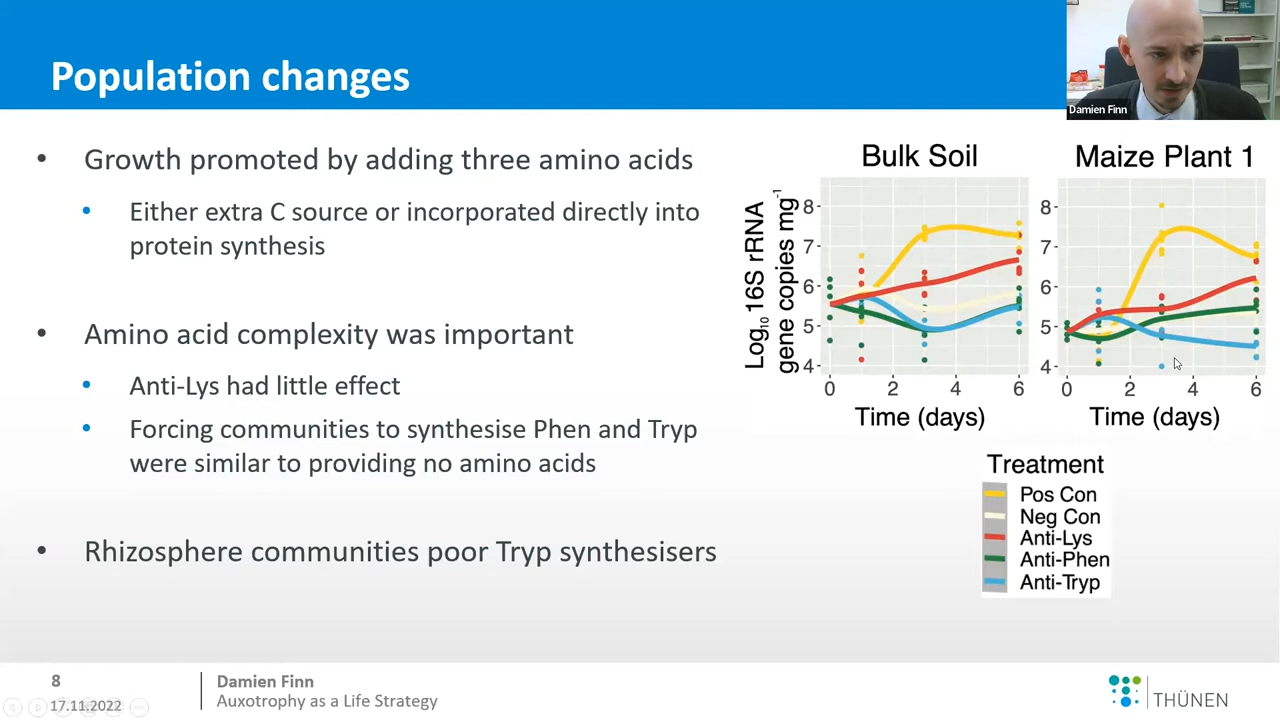 Population changes
Damien Finn
• Growth promoted by adding three amino acids
• Either extra C source or incorporated directly into
protein synthesis
• Amino acid complexity was important
• Anti-Lys had little effect
• Forcing communities to synthesise Phen and Tryp
were similar to providing no amino acids
• Rhizosphere communities poor Tryp synthesisers
Bulk Soil
Log10 16S rRNA
gene copies mg-1
8
7
6
5
4
0 2 4 6
Time (days)
Maize Plant 1
8
7
6
5
4
0 2 4 6
Time (days)
Treatment
Pos Con
Neg Con
Anti-Lys
Anti-Phen
Anti-Tryp
8
17.11.2022
Damien Finn
Auxotrophy as a Life Strategy
THÜNEN